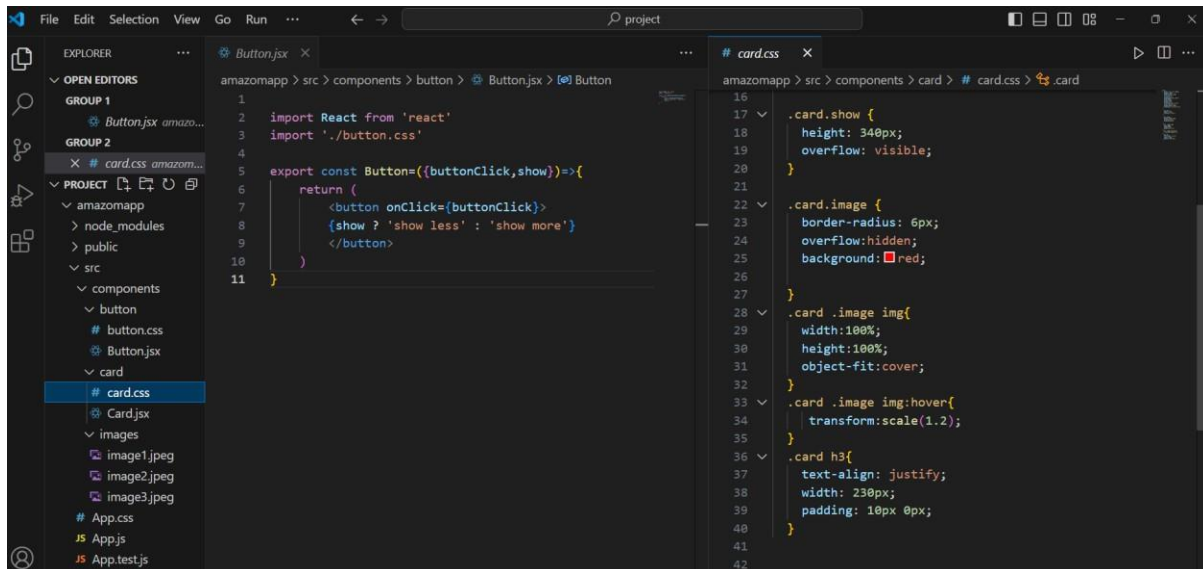 File Edit Selection View Go Run ... project
EXPLORER
OPEN EDITORS
GROUP 1
Button.jsx amazo...
GROUP 2
# card.css amazom...
PROJECT
amazomapp
node_modules
public
src
components
button
# button.css
Button.jsx
card
# card.css
Card.jsx
images
image1.jpeg
image2.jpeg
image3.jpeg
# App.css
JS App.js
JS App.test.js
Button.jsx
amazomapp > src > components > button > Button.jsx > Button
1
2 import React from 'react'
3 import './button.css'
4
5 export const Button=({buttonClick,show})=>{
6 return (
7 <button onClick={buttonClick}>
8 {show ? 'show less' : 'show more'}
9 </button>
10 )
11 }
# card.css
amazomapp > src > components > card > # card.css > .card
16
17 .card.show {
18 height: 340px;
19 overflow: visible;
20 }
21
22 .card.image {
23 border-radius: 6px;
24 overflow:hidden;
25 background: red;
26
27 }
28 .card .image img{
29 width:100%;
30 height:100%;
31 object-fit:cover;
32 }
33 .card .image img:hover{
34 transform:scale(1.2);
35 }
36 .card h3{
37 text-align: justify;
38 width: 230px;
39 padding: 10px 0px;
40 }
41
42